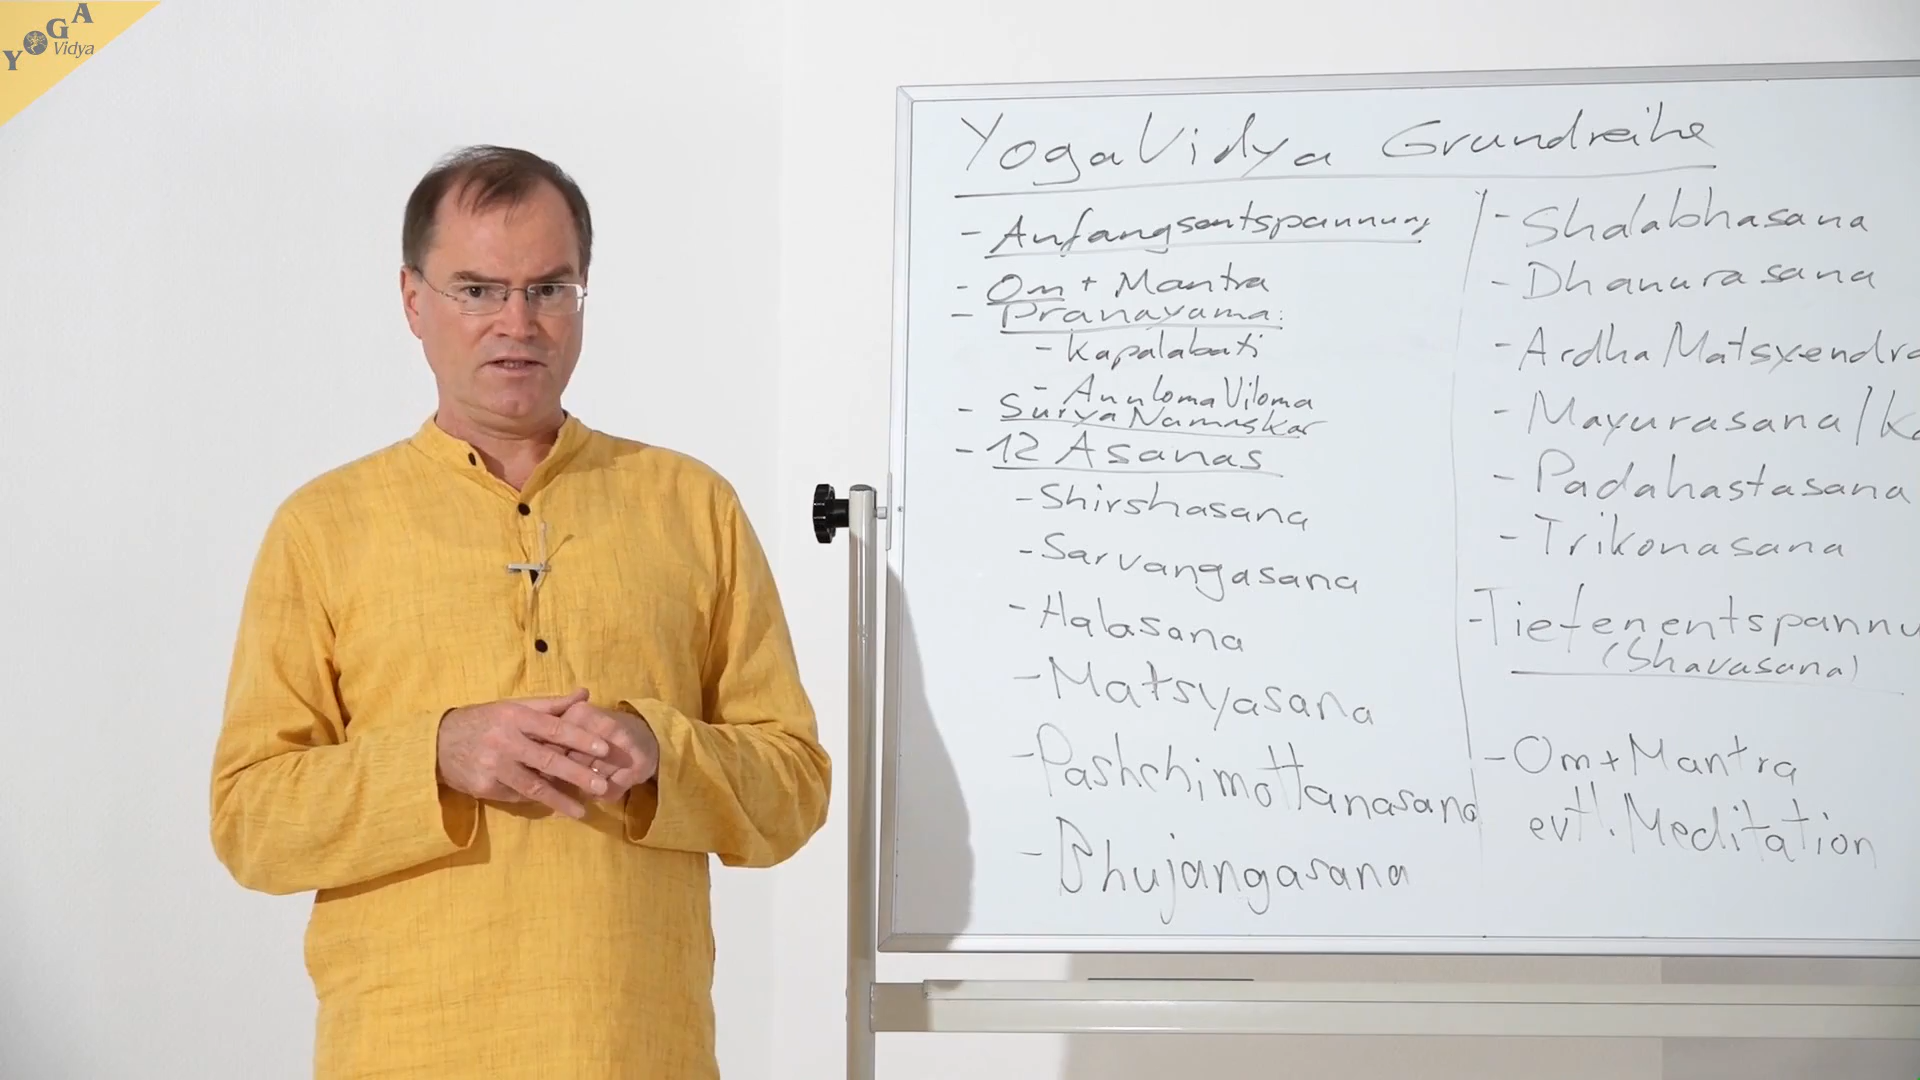 YOGA
Vidya
Yoga Vidya Grundreihe
- Anfangsentspannung
- Om + Mantra
- Pranayama:
- Kapalabati
- Anuloma Viloma
- Surya Namaskar
- 12 Asanas
- Shirshasana
- Sarvangasana
- Halasana
- Matsyasana
- Pashchimottanasana
- Bhujangasana
- Shalabhasana
- Dhanurasana
- Ardha Matsyendra
- Mayurasana / Ka
- Padahastasana
- Trikonasana
- Tiefenentspannu
(Shavasana)
- Om + Mantra
evtl. Meditation